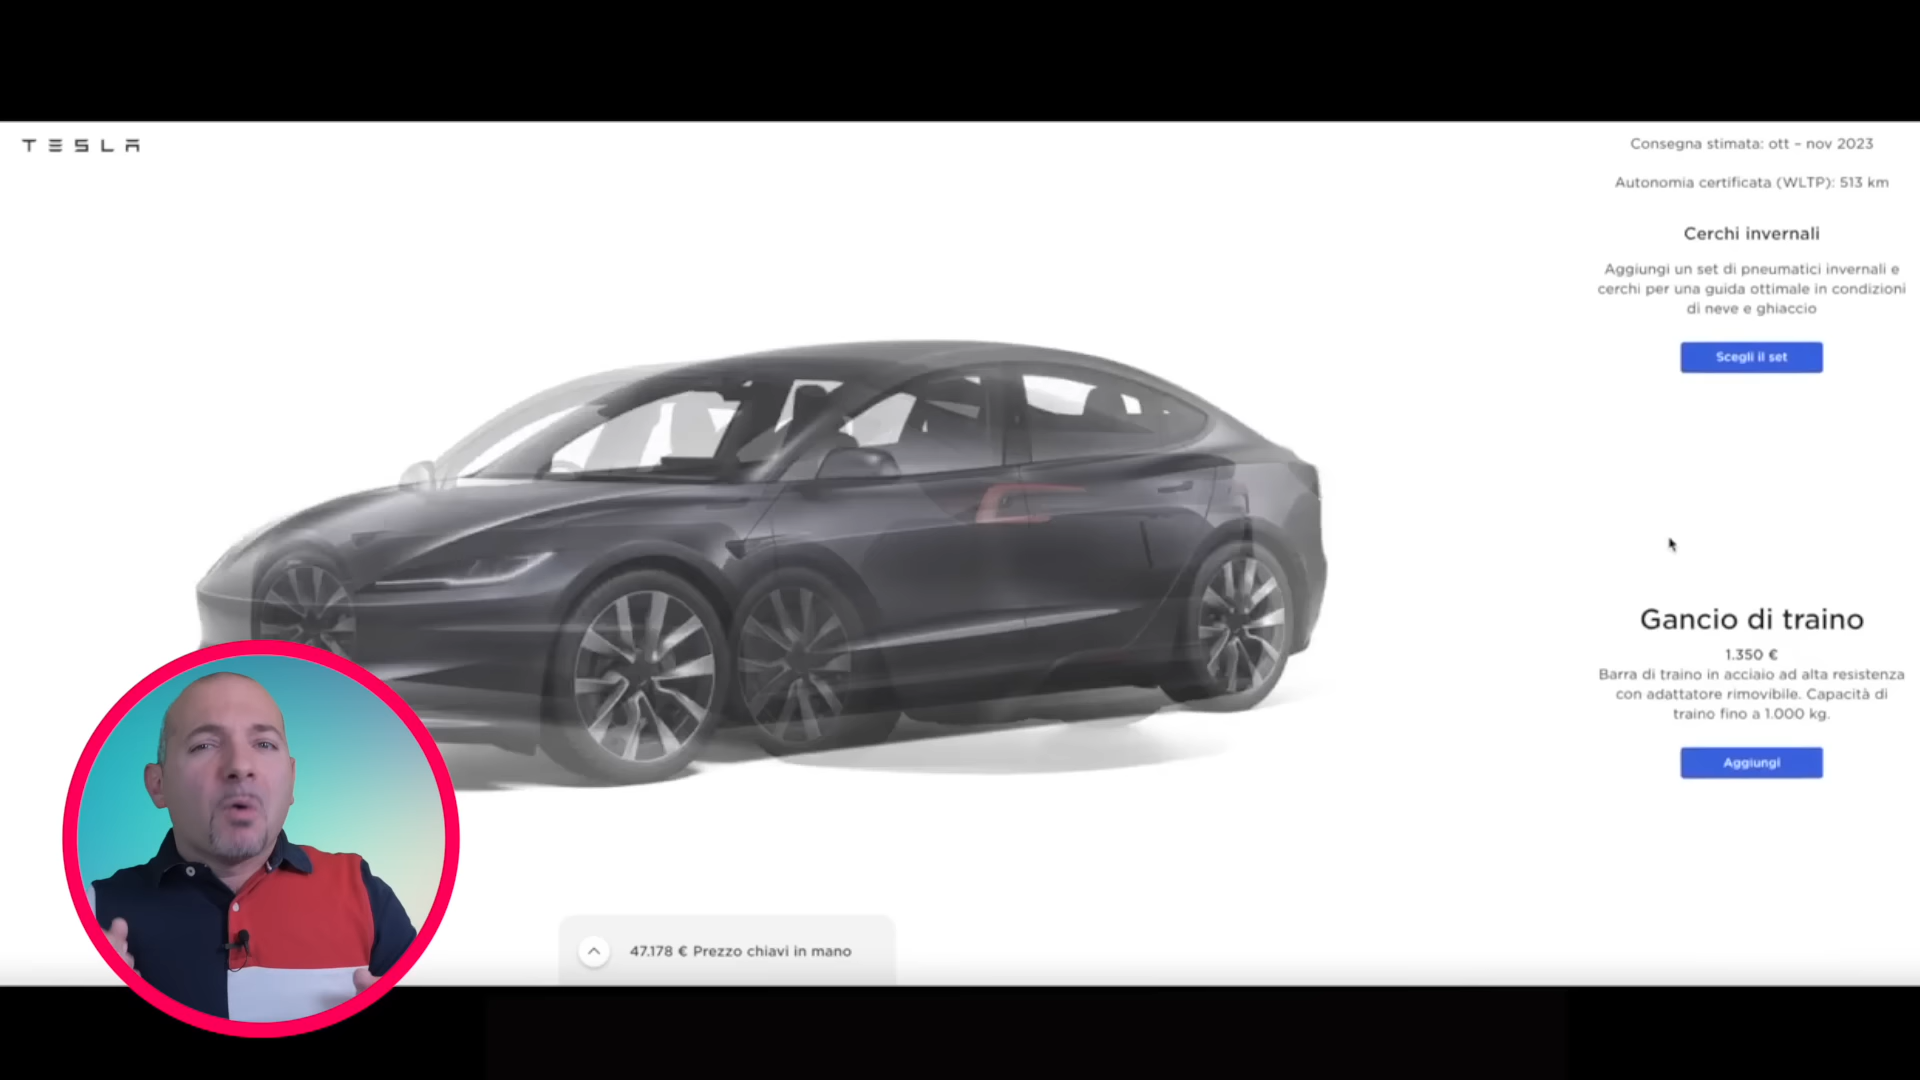 TESLA
Consegna stimata: ott – nov 2023
Autonomia certificata (WLTP): 513 km
Cerchi invernali
Aggiungi un set di pneumatici invernali e
cerchi per una guida ottimale in condizioni
di neve e ghiaccio
Scegli il set
Gancio di traino
1.350 €
Barra di traino in acciaio ad alta resistenza
con adattatore rimovibile. Capacità di
traino fino a 1.000 kg.
Aggiungi
47.178 € Prezzo chiavi in mano